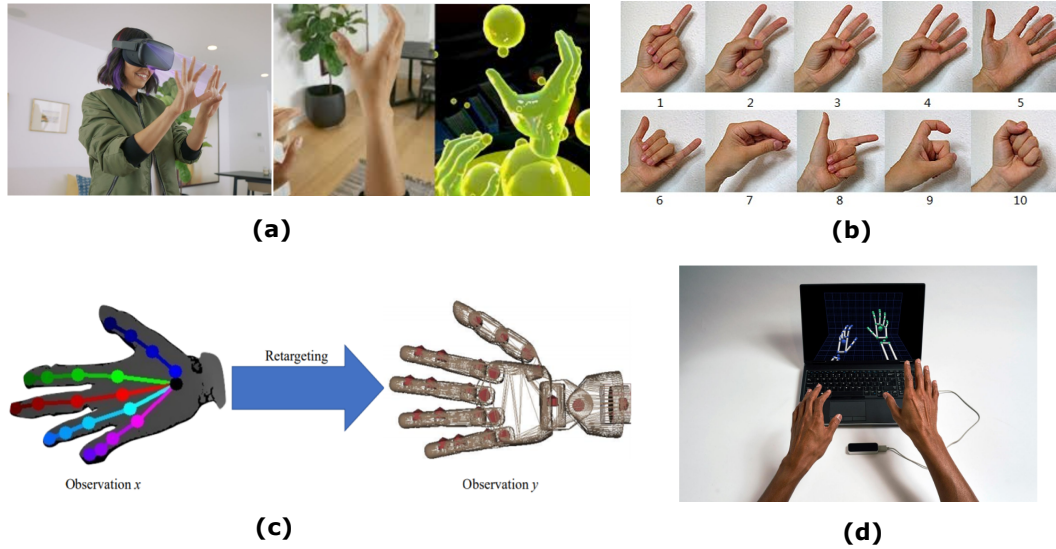 1 2 3 4 5
6 7 8 9 10
(a)
(b)
Retargeting
Observation x
Observation y
(c)
(d)